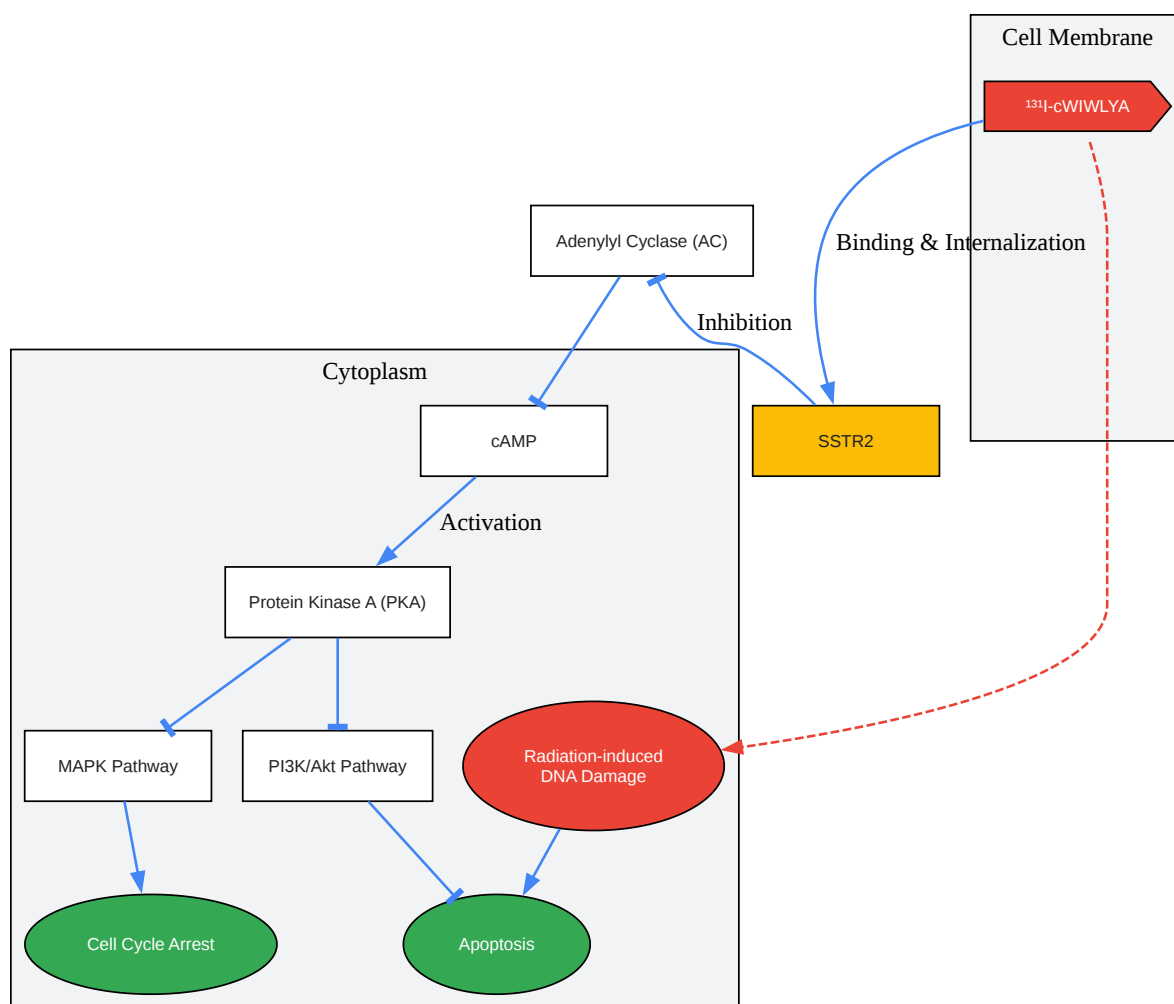 Cell Membrane
¹³¹I-cWIWLYA
Adenylyl Cyclase (AC)
Binding & Internalization
Inhibition
Cytoplasm
cAMP
SSTR2
Activation
Protein Kinase A (PKA)
MAPK Pathway
PI3K/Akt Pathway
Radiation-induced
DNA Damage
Cell Cycle Arrest
Apoptosis